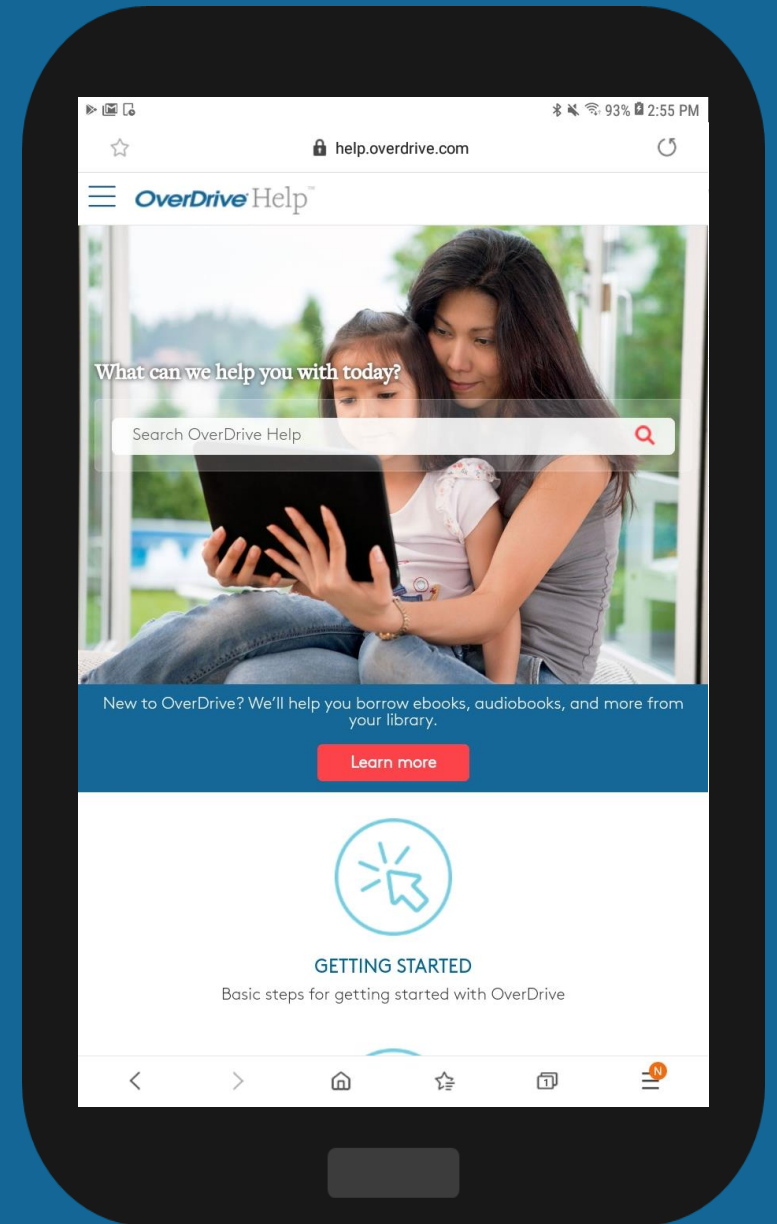 93% 2:55 PM
help.overdrive.com
OverDrive Help™
What can we help you with today?
Search OverDrive Help
New to OverDrive? We'll help you borrow ebooks, audiobooks, and more from
your library.
Learn more
GETTING STARTED
Basic steps for getting started with OverDrive
1
N